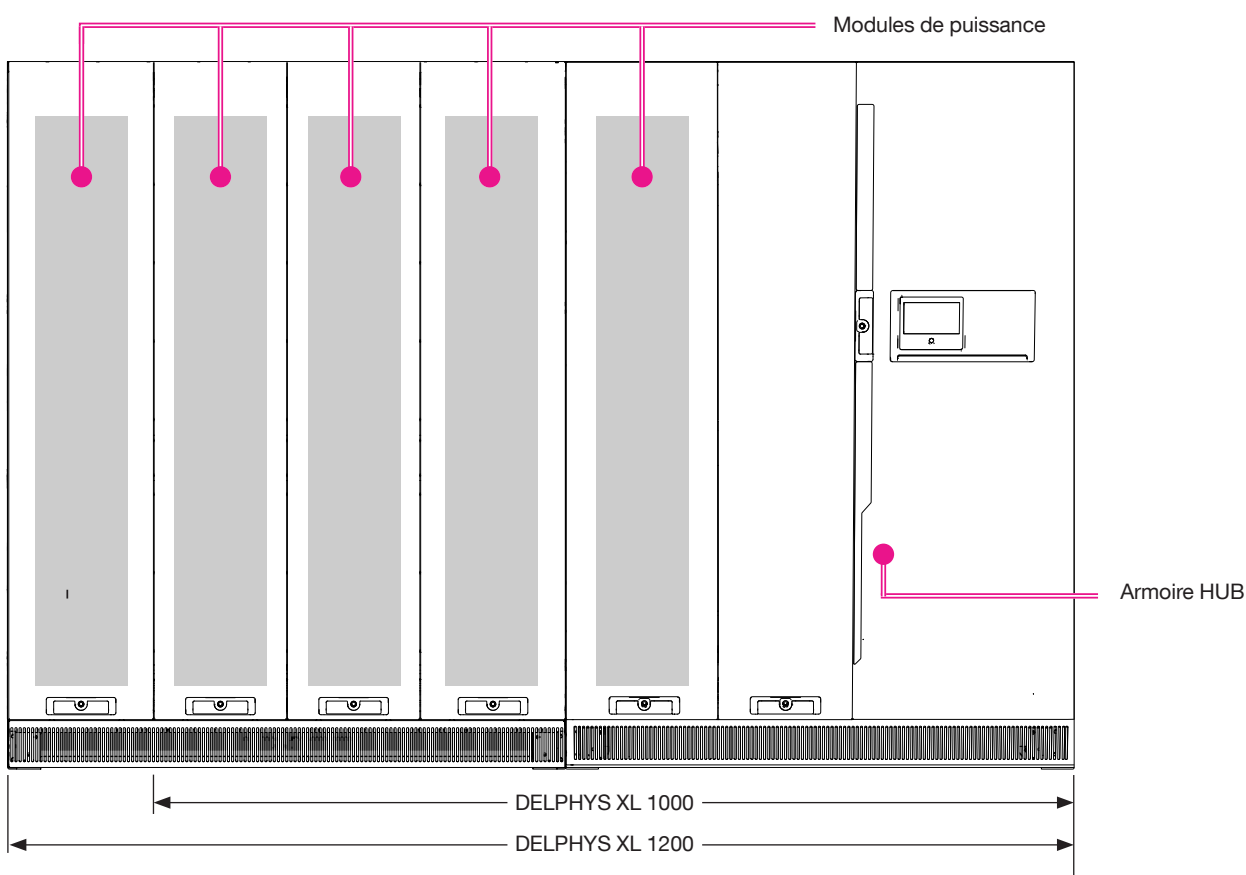 Modules de puissance
Armoire HUB
DELPHYS XL 1000
DELPHYS XL 1200